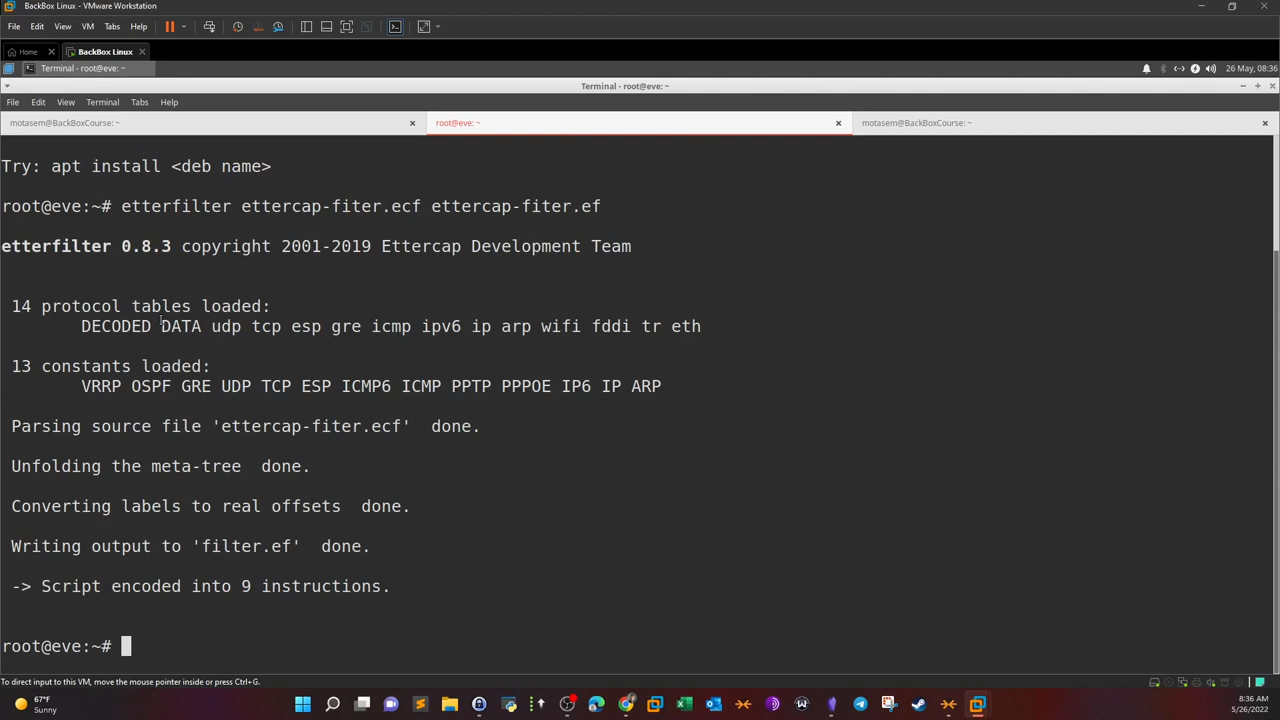 BackBox Linux - VMware Workstation
File Edit View VM Tabs Help
Home BackBox Linux
Terminal - root@eve: ~ 26 May, 08:36
Terminal - root@eve: ~
File Edit View Terminal Tabs Help
motasem@BackBoxCourse: ~ root@eve: ~ motasem@BackBoxCourse: ~
Try: apt install <deb name>
root@eve:~# etterfilter ettercap-fiter.ecf ettercap-fiter.ef
etterfilter 0.8.3 copyright 2001-2019 Ettercap Development Team
14 protocol tables loaded:
DECODED DATA udp tcp esp gre icmp ipv6 ip arp wifi fddi tr eth
13 constants loaded:
VRRP OSPF GRE UDP TCP ESP ICMP6 ICMP PPTP PPPOE IP6 IP ARP
Parsing source file 'ettercap-fiter.ecf' done.
Unfolding the meta-tree done.
Converting labels to real offsets done.
Writing output to 'filter.ef' done.
-> Script encoded into 9 instructions.
root@eve:~#
To direct input to this VM, move the mouse pointer inside or press Ctrl+G.
67°F
Sunny
8:36 AM
5/26/2022